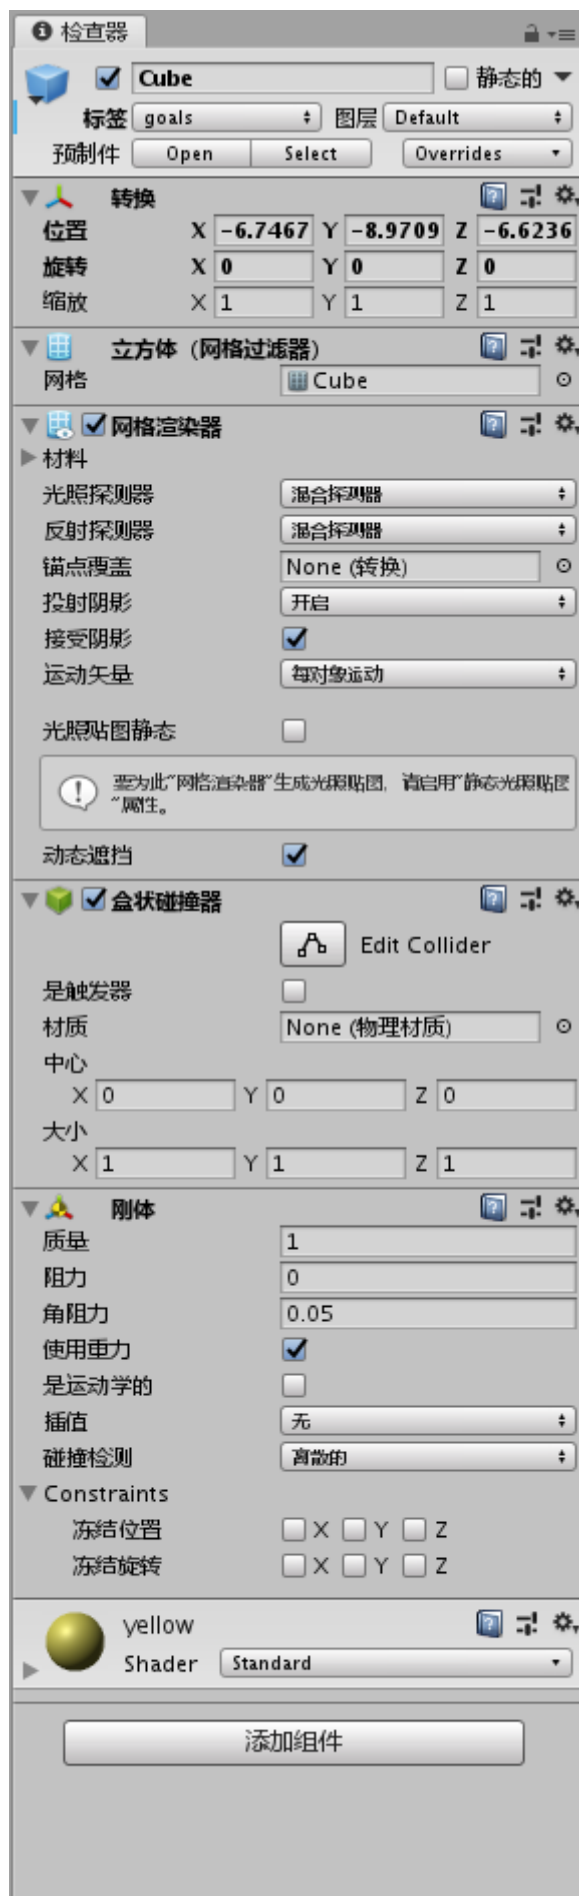 检查器
Cube 静态的
标签 goals 图层 Default
预制件 Open Select Overrides
转换
位置 X -6.7467 Y -8.9709 Z -6.6236
旋转 X 0 Y 0 Z 0
缩放 X 1 Y 1 Z 1
立方体 (网格过滤器)
网格 Cube
网格渲染器
材料
光照探测器 混合探测器
反射探测器 混合探测器
锚点覆盖 None (转换)
投射阴影 开启
接受阴影
运动矢量 每对象运动
光照贴图静态
要为此"网格渲染器"生成光照贴图，请启用"静态光照贴图
"属性。
动态遮挡
盒状碰撞器
Edit Collider
是触发器
材质 None (物理材质)
中心
X 0 Y 0 Z 0
大小
X 1 Y 1 Z 1
刚体
质量 1
阻力 0
角阻力 0.05
使用重力
是运动学的
插值 无
碰撞检测 离散的
Constraints
冻结位置 X Y Z
冻结旋转 X Y Z
yellow
Shader Standard
添加组件